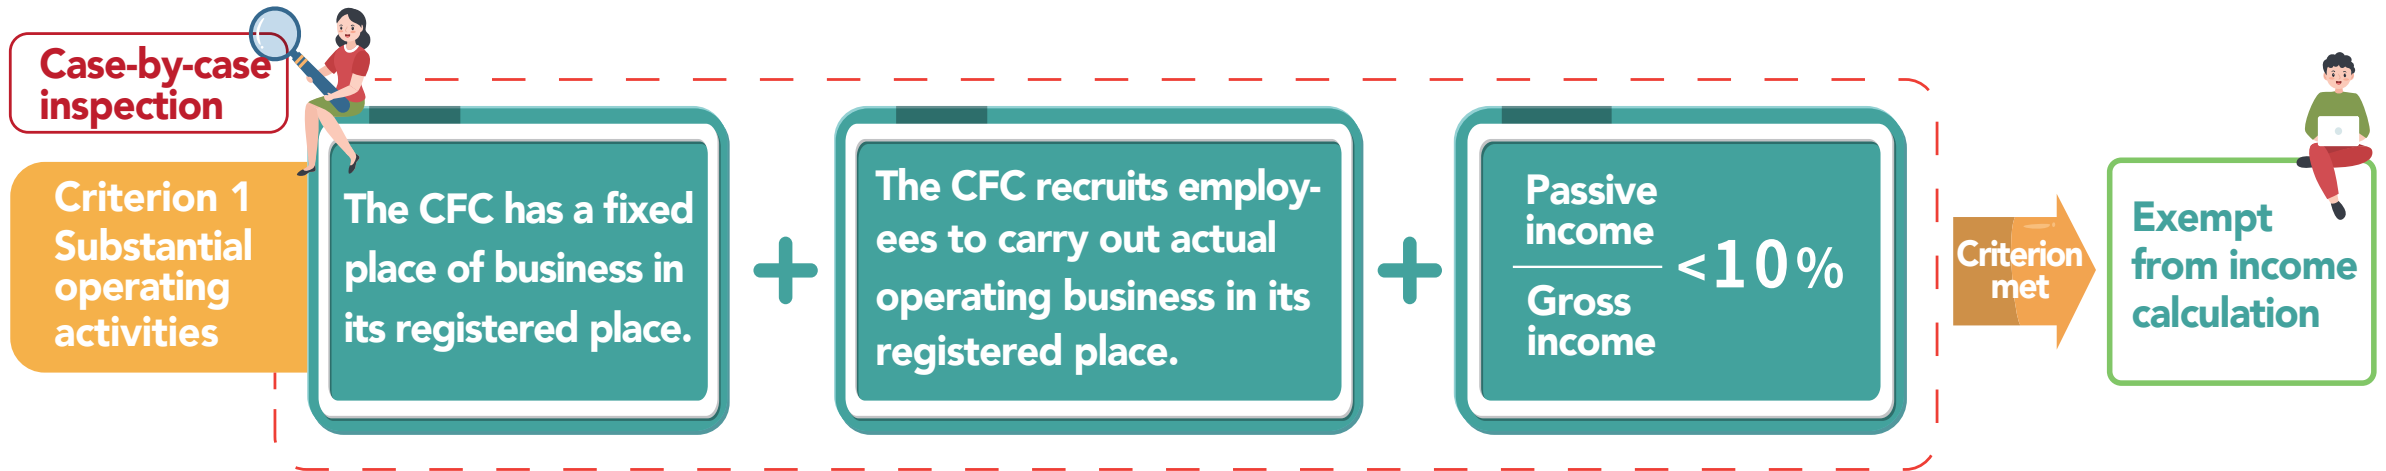 Case-by-case
inspection
Criterion 1
Substantial
operating
activities
The CFC has a fixed
place of business in
its registered place.
+
The CFC recruits employ-
ees to carry out actual
operating business in its
registered place.
+
Passive
income
Gross
income
<10%
Criterion
met
Exempt
from income
calculation